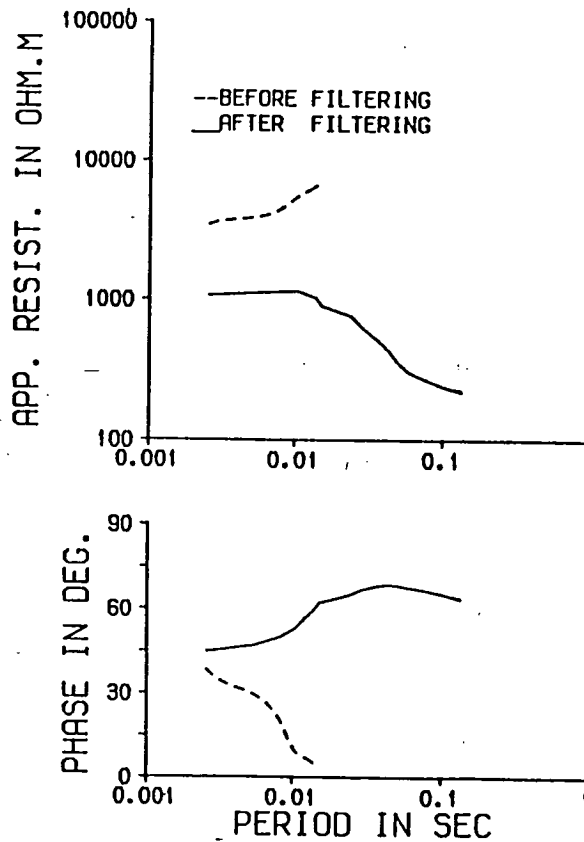 100000
--BEFORE FILTERING
—AFTER FILTERING
10000
1000
100
APP. RESIST. IN OHM.M
0.001 0.01 0.1
90
60
30
0
PHASE IN DEG.
0.001 0.01 0.1
PERIOD IN SEC